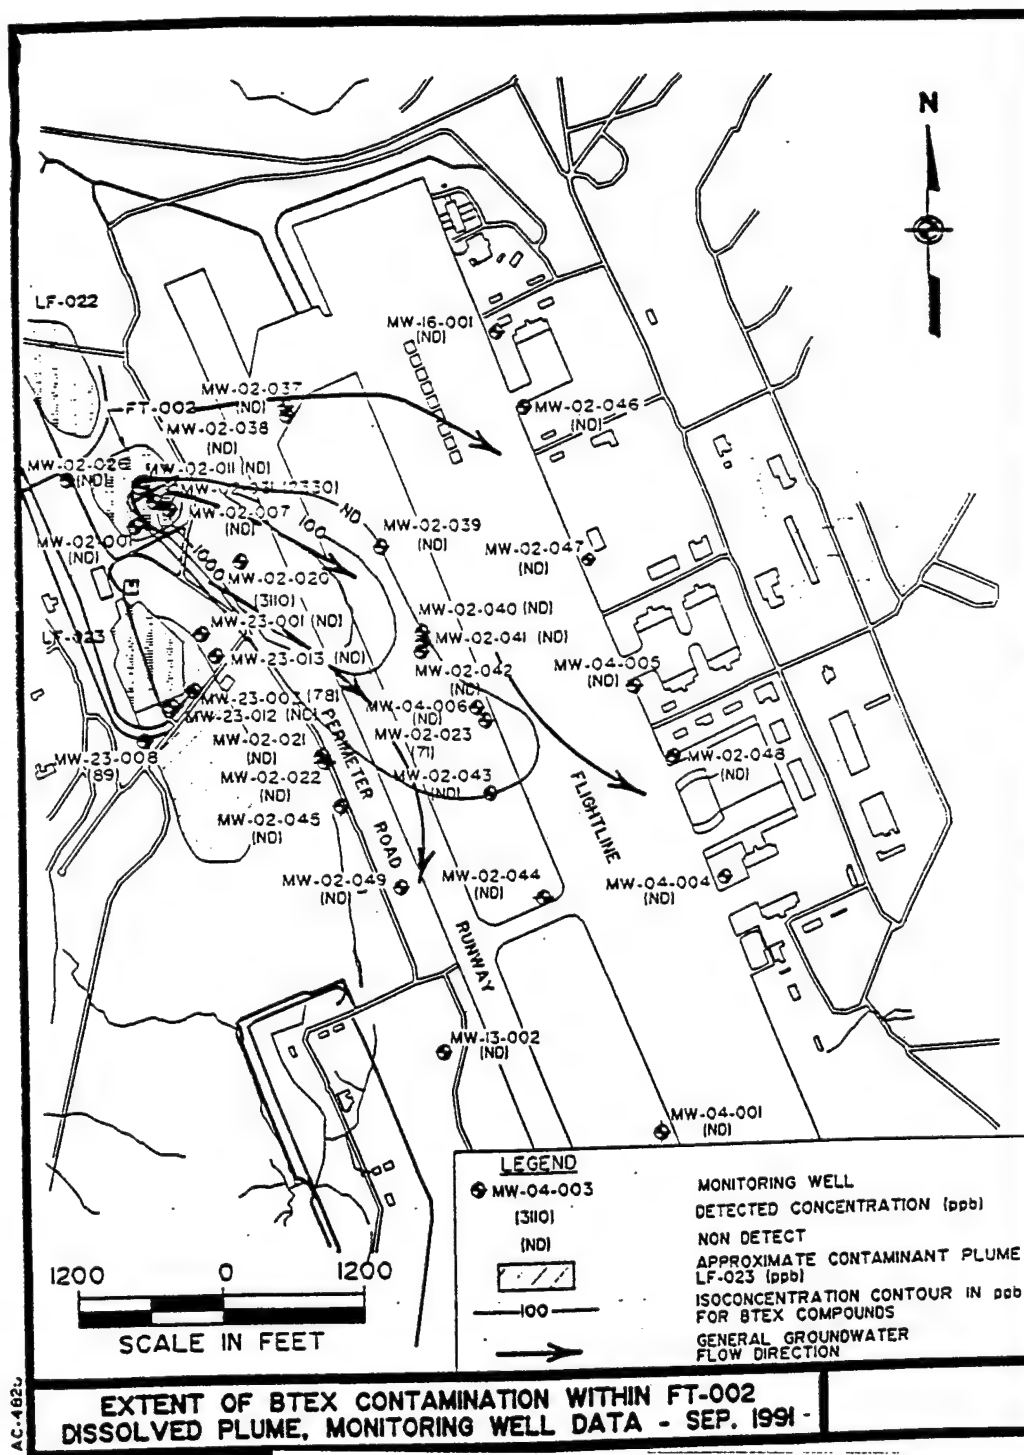 N
LF-022
MW-16-001
(ND)
MW-02-037
(ND)
FT-002
MW-02-038
(ND)
MW-02-046
(ND)
MW-02-026
(ND)
MW-02-011 (ND)
(2330)
MW-02-007
(ND)
ND
100
MW-02-039
(ND)
MW-02-001
(ND)
1000
MW-02-047
(ND)
MW-02-020
(3110)
MW-02-040 (ND)
MW-23-001 (ND)
MW-02-041 (ND)
LF-023
MW-23-013 (ND)
MW-02-042
(ND)
MW-04-005
(ND)
MW-23-003 (78)
MW-04-006
(ND)
MW-23-012 (ND)
MW-02-023
(71)
MW-02-021
(ND)
MW-23-008
(89)
MW-02-022
(ND)
MW-02-043
(ND)
MW-02-048
(ND)
MW-02-045
(ND)
PERIMETER ROAD
FLIGHTLINE
MW-02-049
(ND)
MW-02-044
(ND)
MW-04-004
(ND)
RUNWAY
MW-13-002
(ND)
MW-04-001
(ND)
LEGEND
MW-04-003 MONITORING WELL
(3110) DETECTED CONCENTRATION (ppb)
(ND) NON DETECT
APPROXIMATE CONTAMINANT PLUME
LF-023 (ppb)
100 ISOCONCENTRATION CONTOUR IN ppb
FOR BTEX COMPOUNDS
GENERAL GROUNDWATER
FLOW DIRECTION
1200 0 1200
SCALE IN FEET
EXTENT OF BTEX CONTAMINATION WITHIN FT-002
DISSOLVED PLUME, MONITORING WELL DATA - SEP. 1991